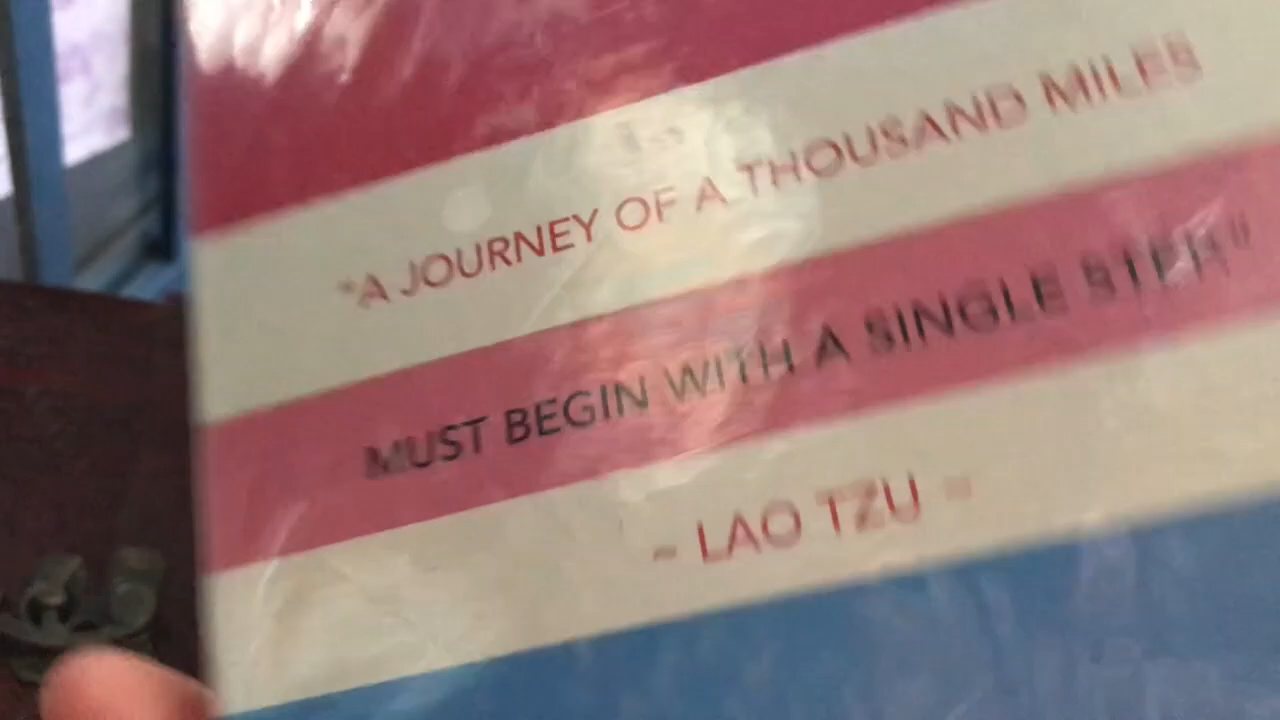 "A JOURNEY OF A THOUSAND MILES
MUST BEGIN WITH A SINGLE STEP"
- LAO TZU -